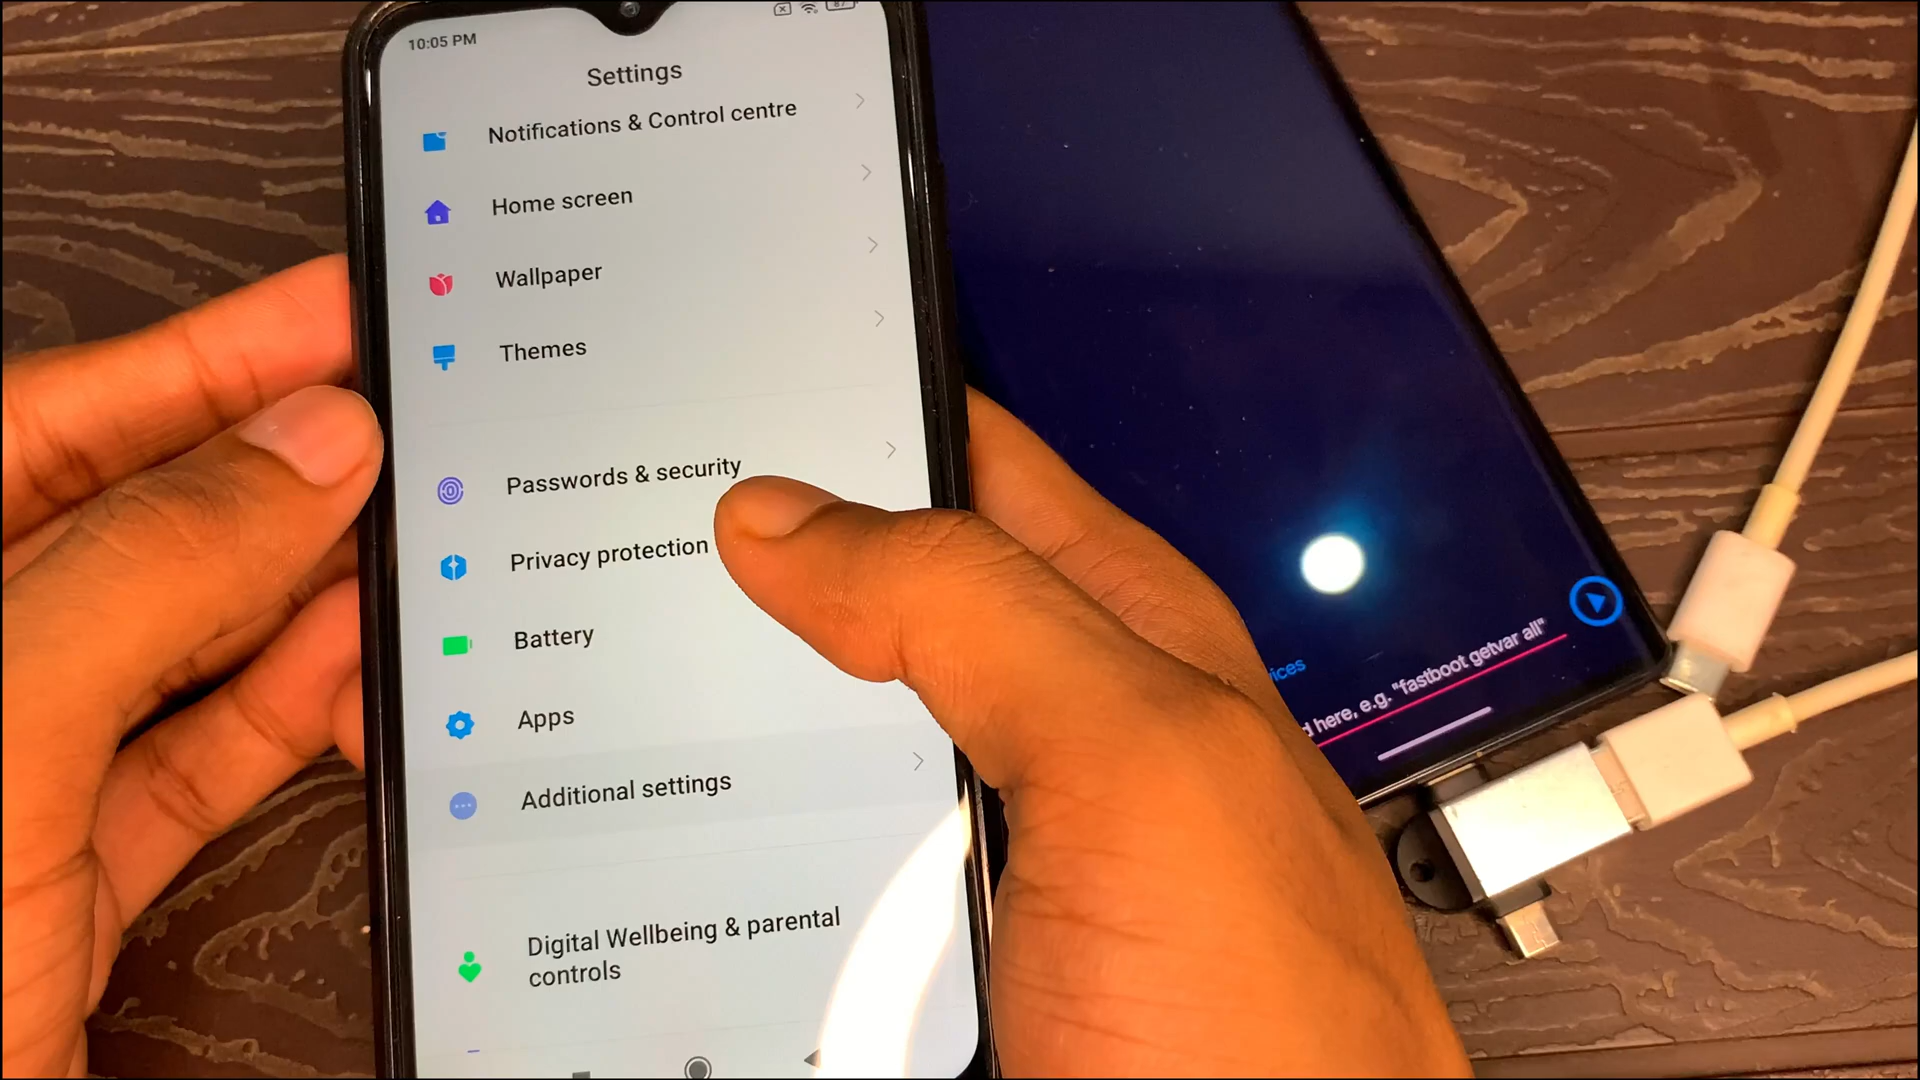 10:05 PM
87
Settings
Notifications & Control centre
Home screen
Wallpaper
Themes
Passwords & security
Privacy protection
Battery
Apps
Additional settings
Digital Wellbeing & parental
controls
here, e.g. "fastboot getvar all"